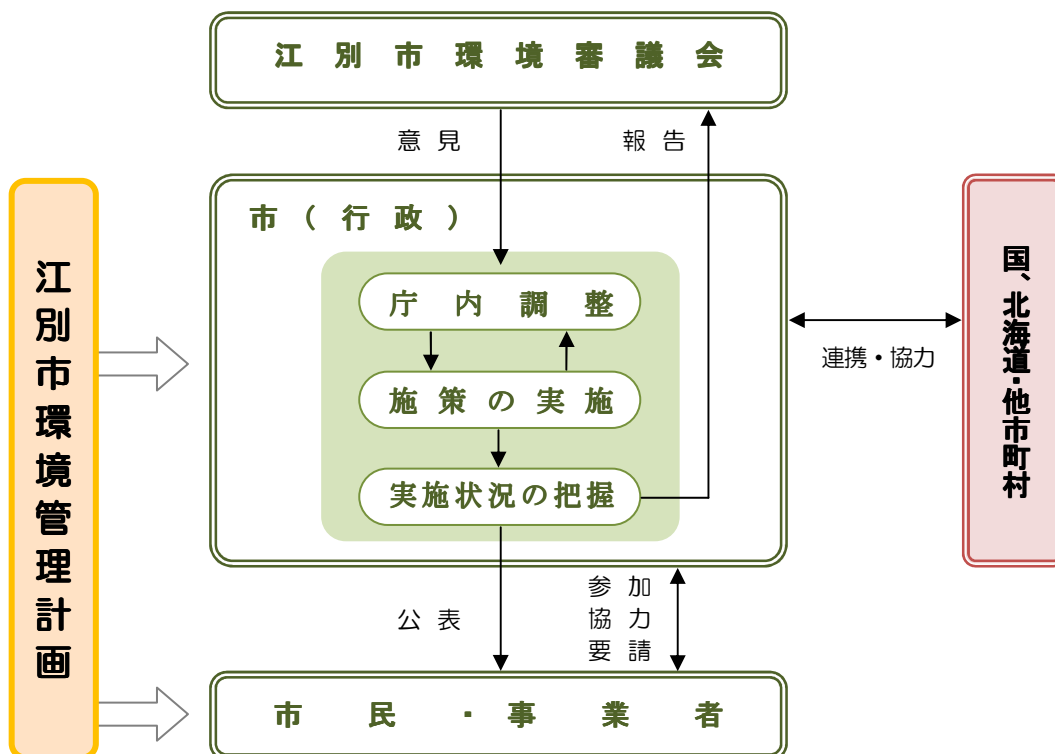 江別市環境審議会
意見
報告
江別市環境管理計画
市(行政)
庁内調整
施策の実施
実施状況の把握
連携・協力
国、北海道・他市町村
公表
参加
協力
要請
市民・事業者